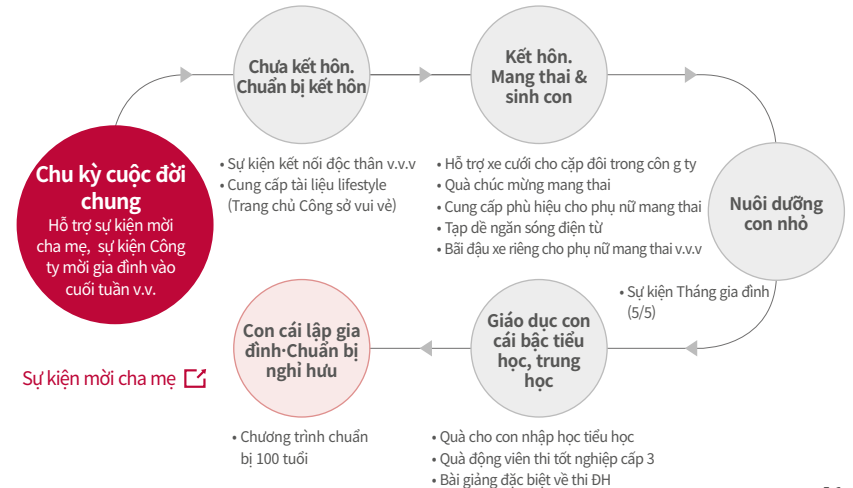 Chưa kết hôn.
Chuẩn bị kết hôn
Kết hôn.
Mang thai &
sinh con
Chu kỳ cuộc đời
chung
Hỗ trợ sự kiện mời
cha mẹ, sự kiện Công
ty mời gia đình vào
cuối tuần v.v.
• Sự kiện kết nối độc thân v.v.v
• Cung cấp tài liệu lifestyle
(Trang chủ Công sở vui vẻ)
• Hỗ trợ xe cưới cho cặp đôi trong côn g ty
• Quà chúc mừng mang thai
• Cung cấp phù hiệu cho phụ nữ mang thai
• Tạp dề ngăn sóng điện từ
• Bãi đậu xe riêng cho phụ nữ mang thai v.v.v
Nuôi dưỡng
con nhỏ
• Sự kiện Tháng gia đình
(5/5)
Giáo dục con
cái bậc tiểu
học, trung
học
Con cái lập gia
đình·Chuẩn bị
nghỉ hưu
Sự kiện mời cha mẹ
• Chương trình chuẩn
bị 100 tuổi
• Quà cho con nhập học tiểu học
• Quà động viên thi tốt nghiệp cấp 3
• Bài giảng đặc biệt về thi ĐH